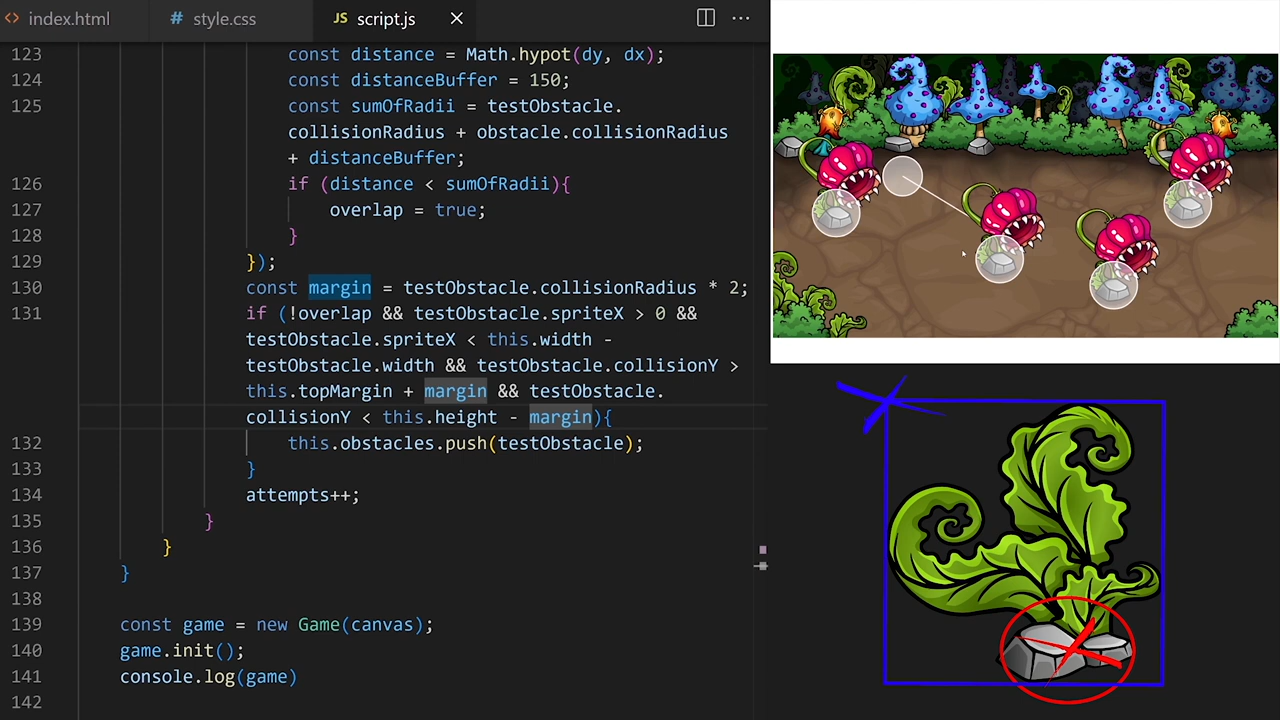 <> index.html
# style.css
JS script.js ×
123 const distance = Math.hypot(dy, dx);
124 const distanceBuffer = 150;
125 const sumOfRadii = testObstacle.
collisionRadius + obstacle.collisionRadius
+ distanceBuffer;
126 if (distance < sumOfRadii){
127 overlap = true;
128 }
129 });
130 const margin = testObstacle.collisionRadius * 2;
131 if (!overlap && testObstacle.spriteX > 0 &&
testObstacle.spriteX < this.width -
testObstacle.width && testObstacle.collisionY >
this.topMargin + margin && testObstacle.
collisionY < this.height - margin){
132 this.obstacles.push(testObstacle);
133 }
134 attempts++;
135 }
136 }
137 }
138
139 const game = new Game(canvas);
140 game.init();
141 console.log(game)
142